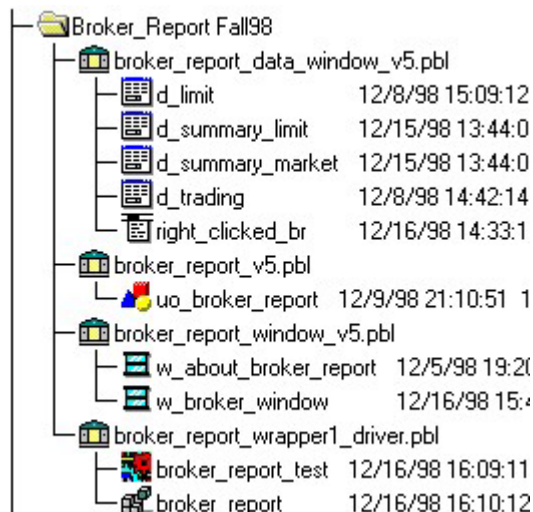 Broker_Report Fall98
broker_report_data_window_v5.pbl
d_limit 12/8/98 15:09:12
d_summary_limit 12/15/98 13:44:0
d_summary_market 12/15/98 13:44:0
d_trading 12/8/98 14:42:14
right_clicked_br 12/16/98 14:33:1
broker_report_v5.pbl
uo_broker_report 12/9/98 21:10:51 1
broker_report_window_v5.pbl
w_about_broker_report 12/5/98 19:20
w_broker_window 12/16/98 15:4
broker_report_wrapper1_driver.pbl
broker_report_test 12/16/98 16:09:11
broker_report 12/16/98 16:10:12